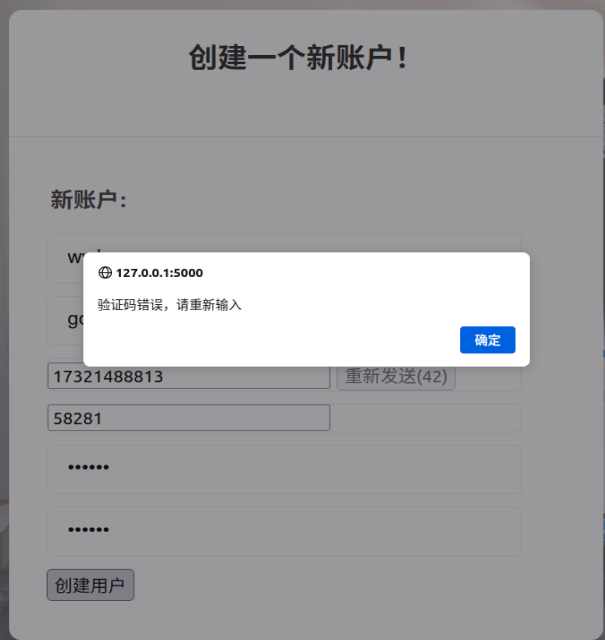 创建一个新账户！
新账户:
127.0.0.1:5000
验证码错误，请重新输入
确定
17321488813
重新发送(42)
58281
••••••
••••••
创建用户